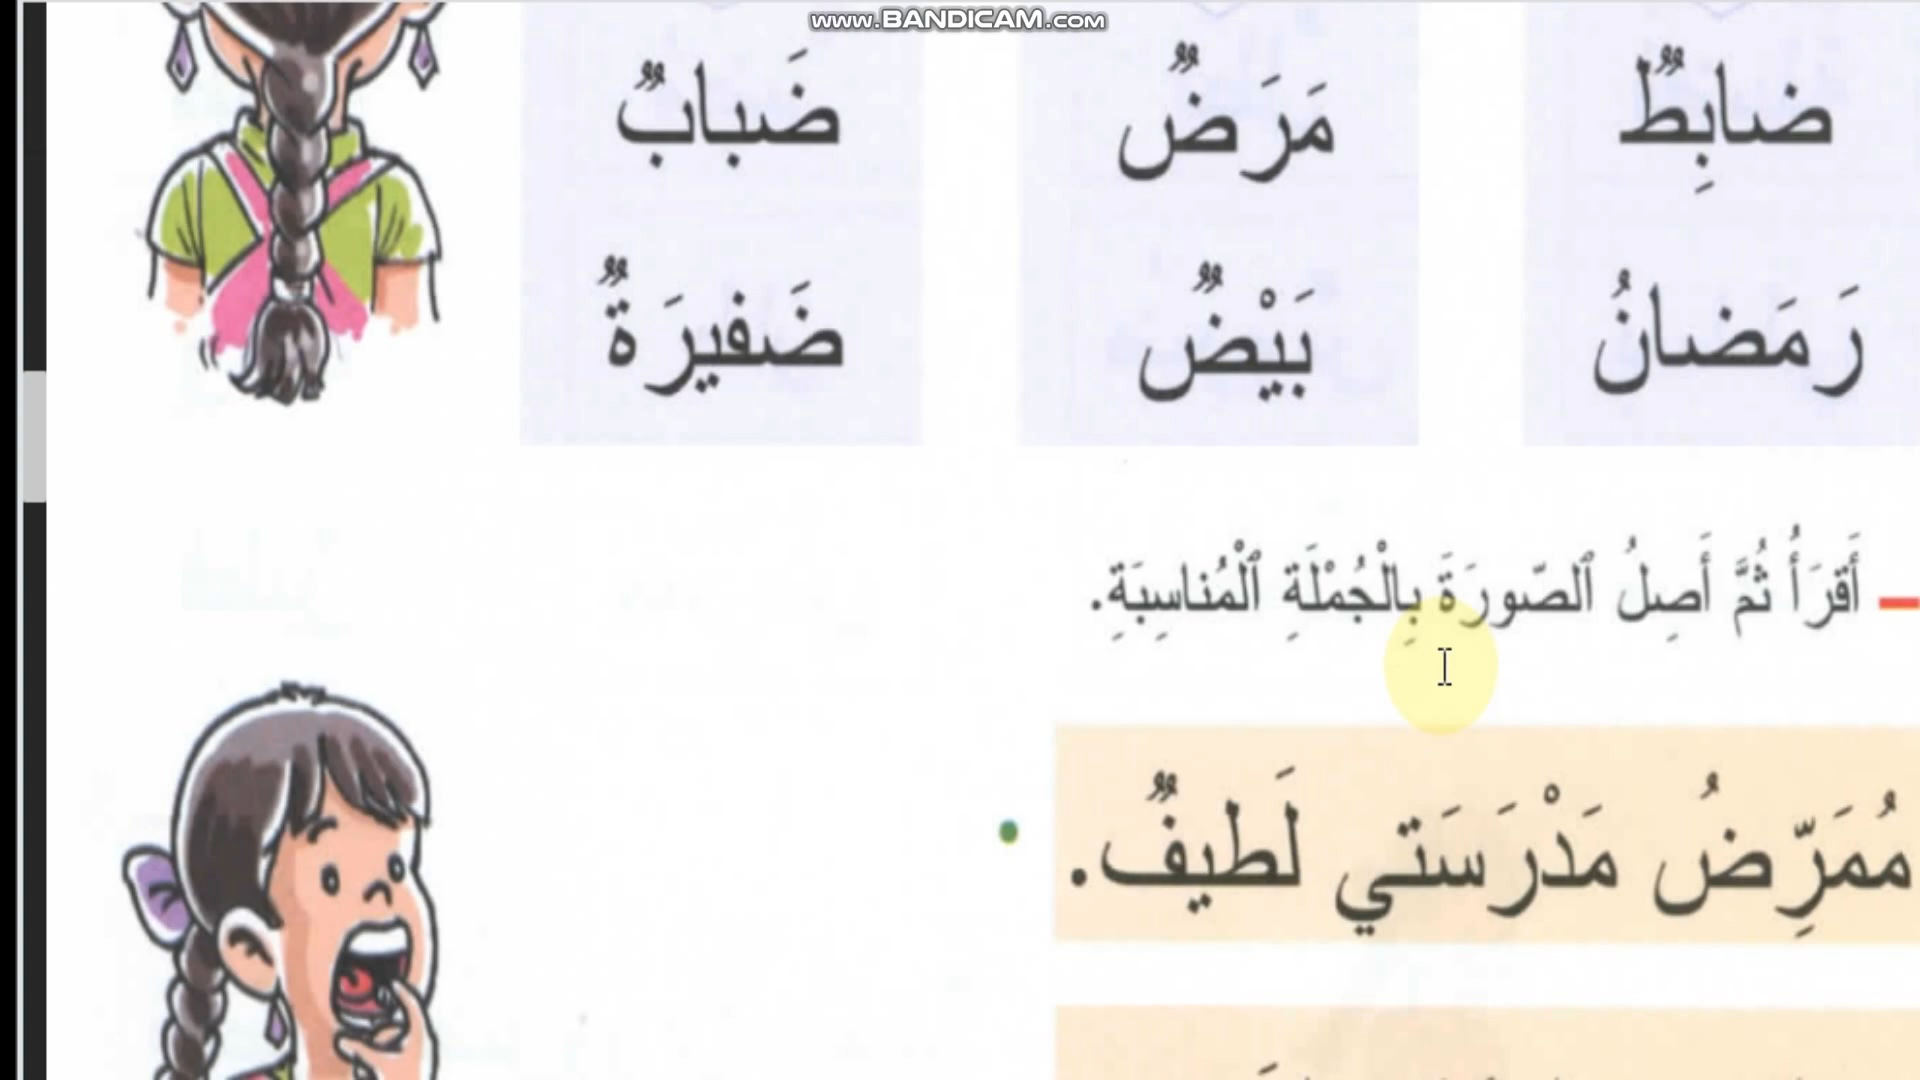 www.BANDICAM.com
ضابِطٌ
مَرَضٌ
ضَبابٌ
رَمَضانُ
بَيْضٌ
ضَفيرَةٌ
أَقرَأُ ثُمَّ أَصِلُ ٱلصّورَةَ بِالْجُمْلَةِ ٱلْمُناسِبَةِ.
مُمَرِّضُ مَدْرَسَتي لَطيفٌ.